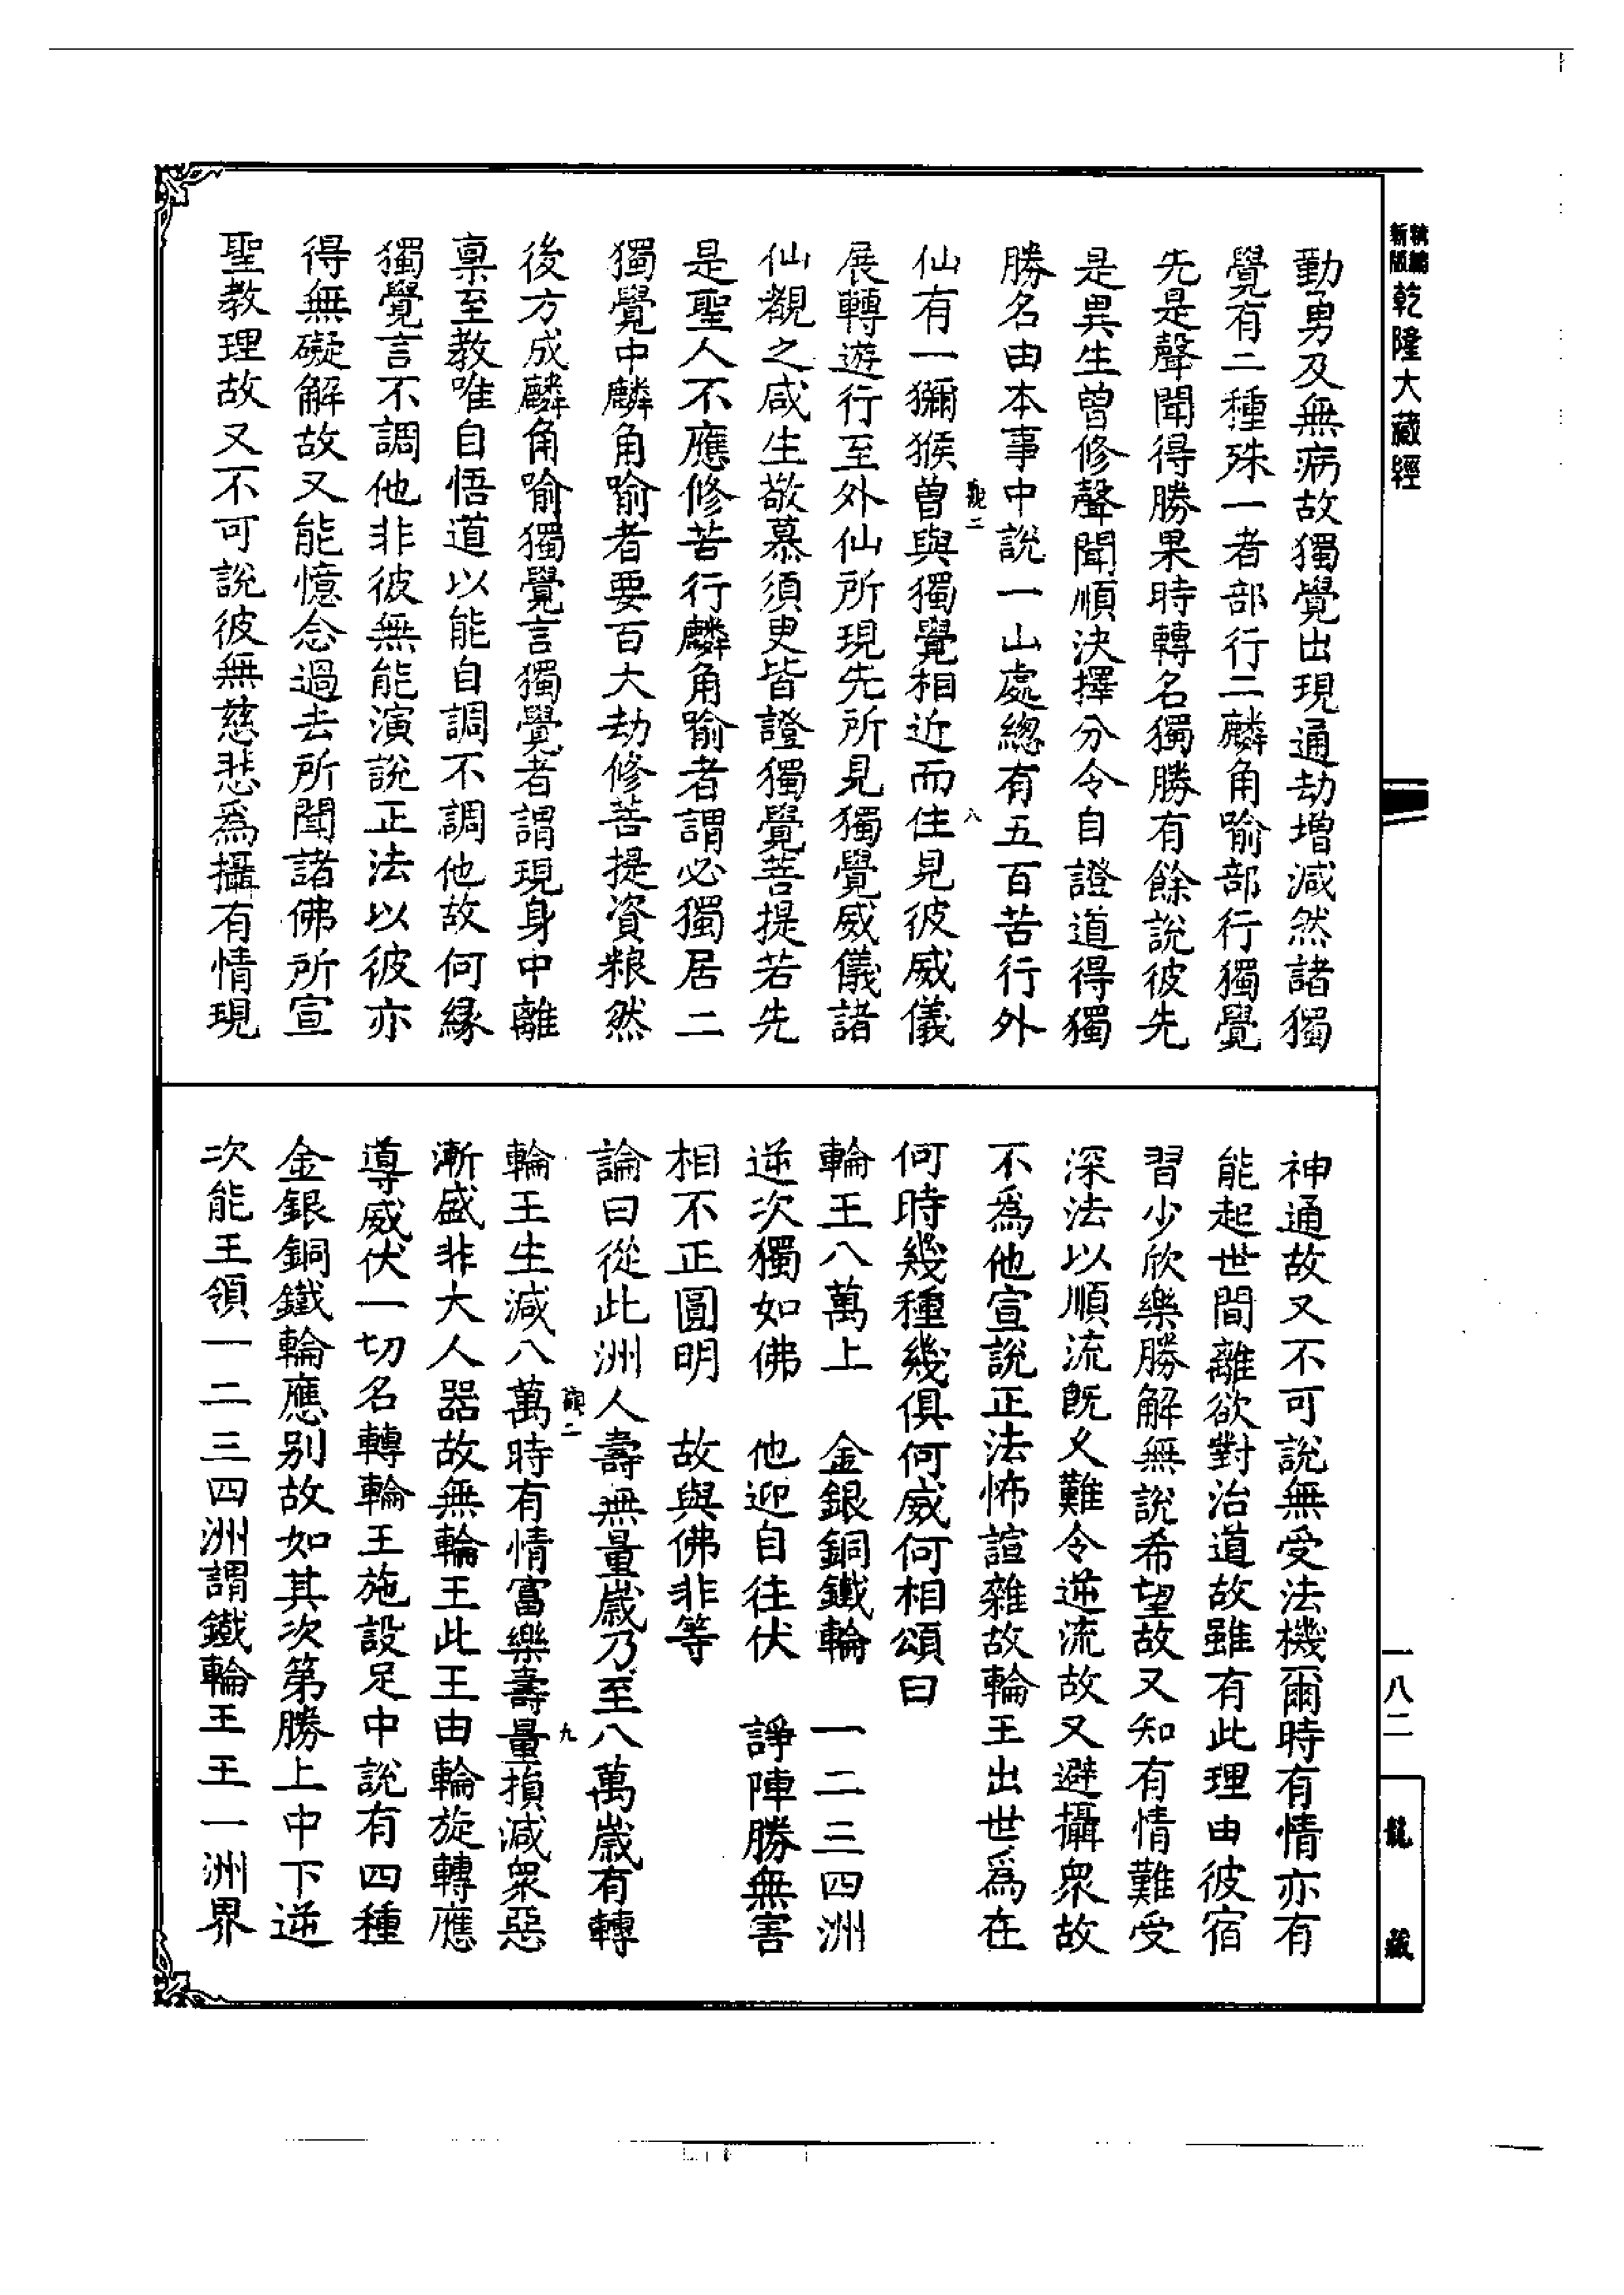 新編
新版
乾隆大藏經
勤勇及無病故獨覺出現通劫增減然諸獨
覺有二種殊一者部行二麟角喻部行獨覺
先是聲聞得勝果時轉名獨勝有餘說彼先
是異生曾修聲聞順決擇分今自證道得獨
勝名由本事中說一山處總有五百苦行外
仙有一獼猴曾與獨覺相近而住見彼威儀
展轉遊行至外仙所現先所見獨覺威儀諸
仙覩之咸生敬慕須臾皆證獨覺菩提若先
是聖人不應修苦行麟角喻者謂必獨居二
獨覺中麟角喻者要百大劫修菩提資粮然
後方成麟角喻獨覺言獨覺者謂現身中離
稟至教唯自悟道以能自調不調他故何緣
獨覺言不調他非彼無能演說正法以彼亦
得無礙解故又能憶念過去所聞諸佛所宣
聖教理故又不可說彼無慈悲爲攝有情現
神通故又不可說無受法機爾時有情亦有
能起世間離欲對治道故雖有此理由彼宿
習少欣樂勝解無說希望故又知有情難受
深法以順流旣久難令逆流故又避攝衆故
不爲他宣說正法怖諠雜故輪王出世爲在
何時幾種幾俱何威何相頌曰
輪王八萬上 金銀銅鐵輪 一二三四洲
逆次獨如佛 他迎自往伏 諍陣勝無害
相不正圓明 故與佛非等
論曰從此洲人壽無量歲乃至八萬歲有轉
輪王生減八萬時有情富樂壽量損減衆惡
漸盛非大人器故無輪王此王由輪旋轉應
導威伏一切名轉輪王施設足中說有四種
金銀銅鐵輪應别故如其次第勝上中下逆
次能王領一二三四洲謂鐵輪王王一洲界
八
九
一八二
龍藏